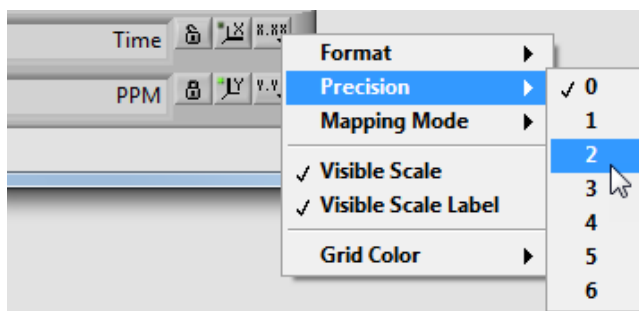 Time X X.XX
PPM Y Y.Y
Format
Precision
Mapping Mode
Visible Scale
Visible Scale Label
Grid Color
0
1
2
3
4
5
6